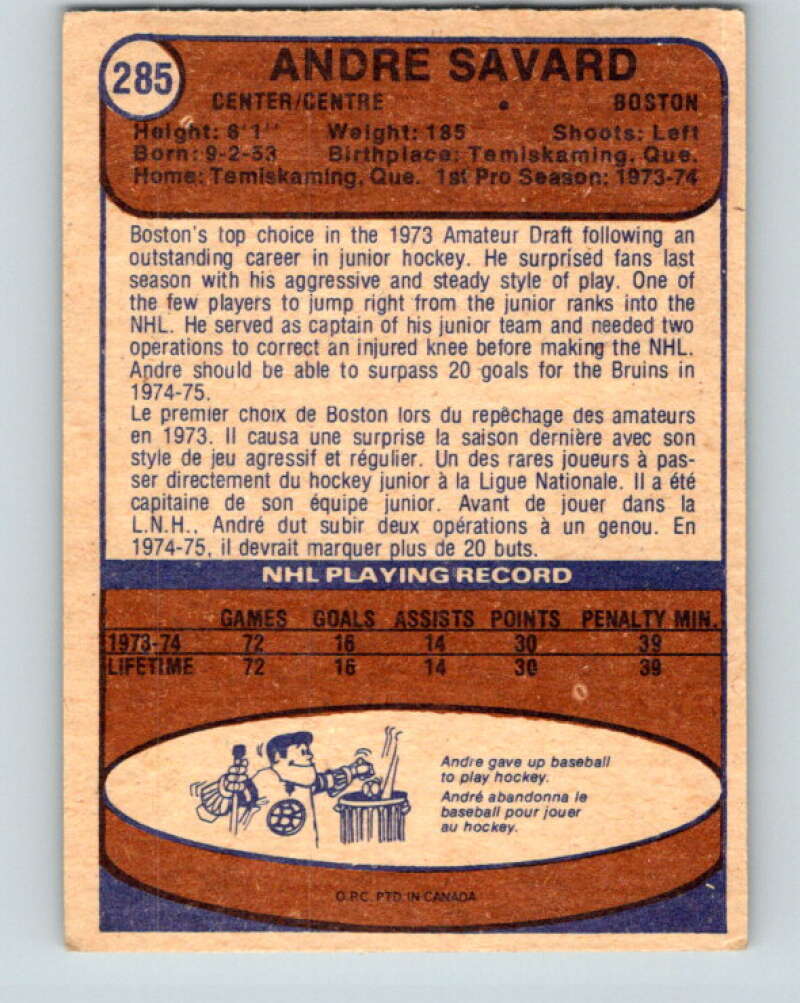 285
ANDRE SAVARD
CENTER/CENTRE • BOSTON
Height: 6'1" Weight: 185 Shoots: Left
Born: 9-2-53 Birthplace: Temiskaming, Que.
Home: Temiskaming, Que. 1st Pro Season: 1973-74
Boston's top choice in the 1973 Amateur Draft following an
outstanding career in junior hockey. He surprised fans last
season with his aggressive and steady style of play. One of
the few players to jump right from the junior ranks into the
NHL. He served as captain of his junior team and needed two
operations to correct an injured knee before making the NHL.
Andre should be able to surpass 20 goals for the Bruins in
1974-75.
Le premier choix de Boston lors du repêchage des amateurs
en 1973. Il causa une surprise la saison dernière avec son
style de jeu agressif et régulier. Un des rares joueurs à pas-
ser directement du hockey junior à la Ligue Nationale. Il a été
capitaine de son équipe junior. Avant de jouer dans la
L.N.H., André dut subir deux opérations à un genou. En
1974-75, il devrait marquer plus de 20 buts.
NHL PLAYING RECORD
GAMES GOALS ASSISTS POINTS PENALTY MIN.
1973-74 72 16 14 30 39
LIFETIME 72 16 14 30 39
Andre gave up baseball
to play hockey.
André abandonna le
baseball pour jouer
au hockey.
O.P.C. PTD. IN CANADA